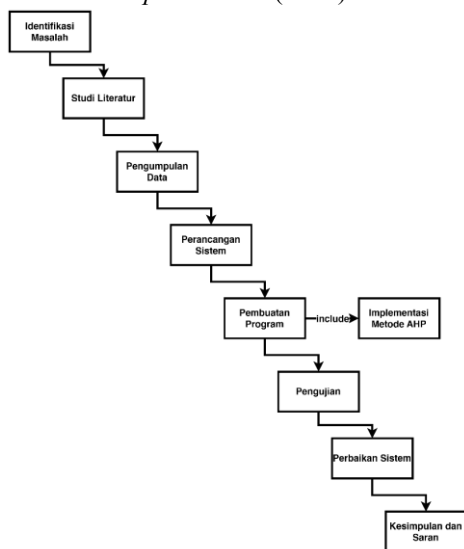 Identifikasi
Masalah
Studi Literatur
Pengumpulan
Data
Perancangan
Sistem
Pembuatan
Program
include
Implementasi
Metode AHP
Pengujian
Perbaikan Sistem
Kesimpulan dan
Saran